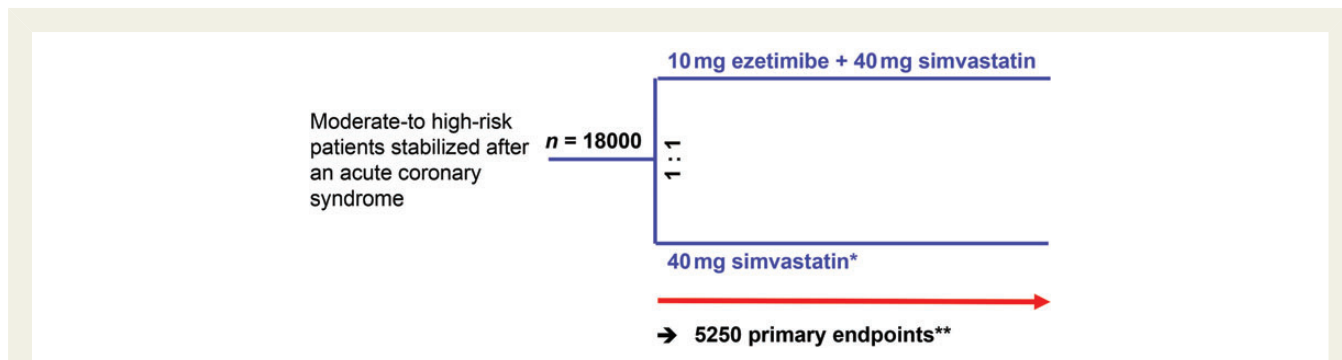 10 mg ezetimibe + 40 mg simvastatin
Moderate-to high-risk
patients stabilized after
an acute coronary
syndrome
n = 18000
1 : 1
40 mg simvastatin*
➔ 5250 primary endpoints**